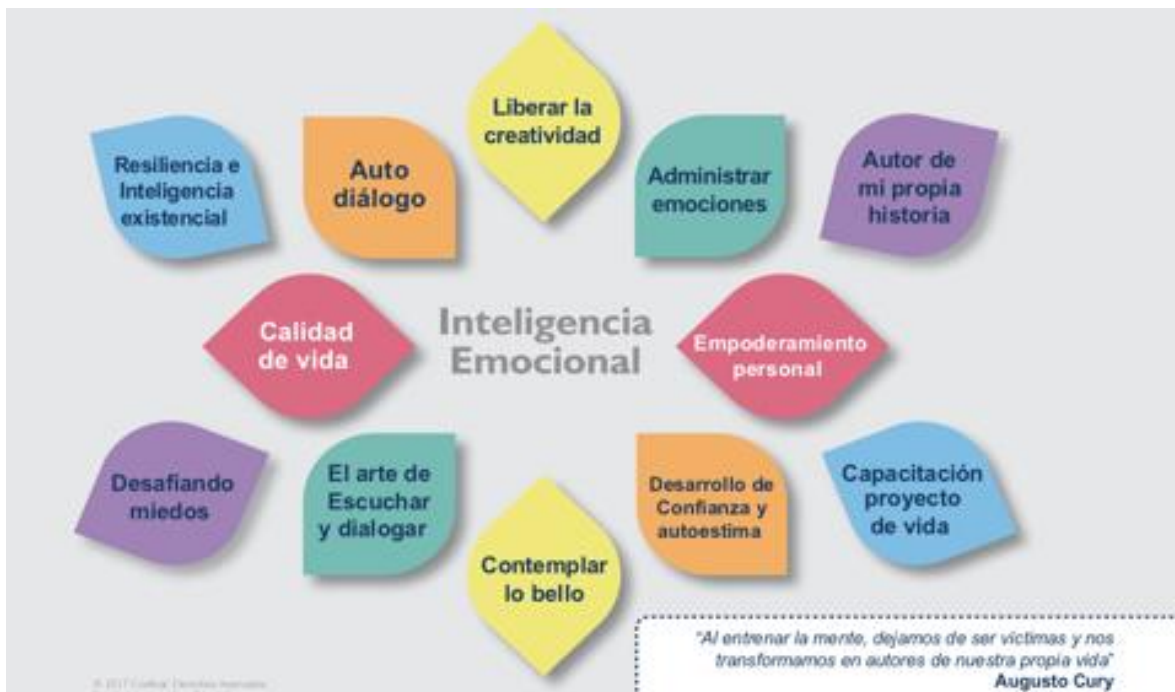 Liberar la
creatividad
Resiliencia e
Inteligencia
existencial
Auto
diálogo
Administrar
emociones
Autor de
mi propia
historia
Calidad
de vida
Inteligencia
Emocional
Empoderamiento
personal
Desafiando
miedos
El arte de
Escuchar
y dialogar
Contemplar
lo bello
Desarrollo de
Confianza y
autoestima
Capacitación
proyecto
de vida
"Al entrenar la mente, dejamos de ser víctimas y nos
transformamos en autores de nuestra propia vida"
Augusto Cury
© 2017